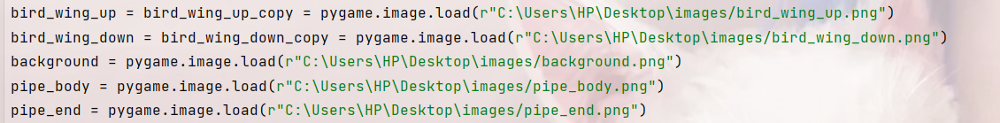 bird_wing_up = bird_wing_up_copy = pygame.image.load(r"C:\Users\HP\Desktop\images/bird_wing_up.png")
bird_wing_down = bird_wing_down_copy = pygame.image.load(r"C:\Users\HP\Desktop\images/bird_wing_down.png")
background = pygame.image.load(r"C:\Users\HP\Desktop\images/background.png")
pipe_body = pygame.image.load(r"C:\Users\HP\Desktop\images/pipe_body.png")
pipe_end = pygame.image.load(r"C:\Users\HP\Desktop\images/pipe_end.png")